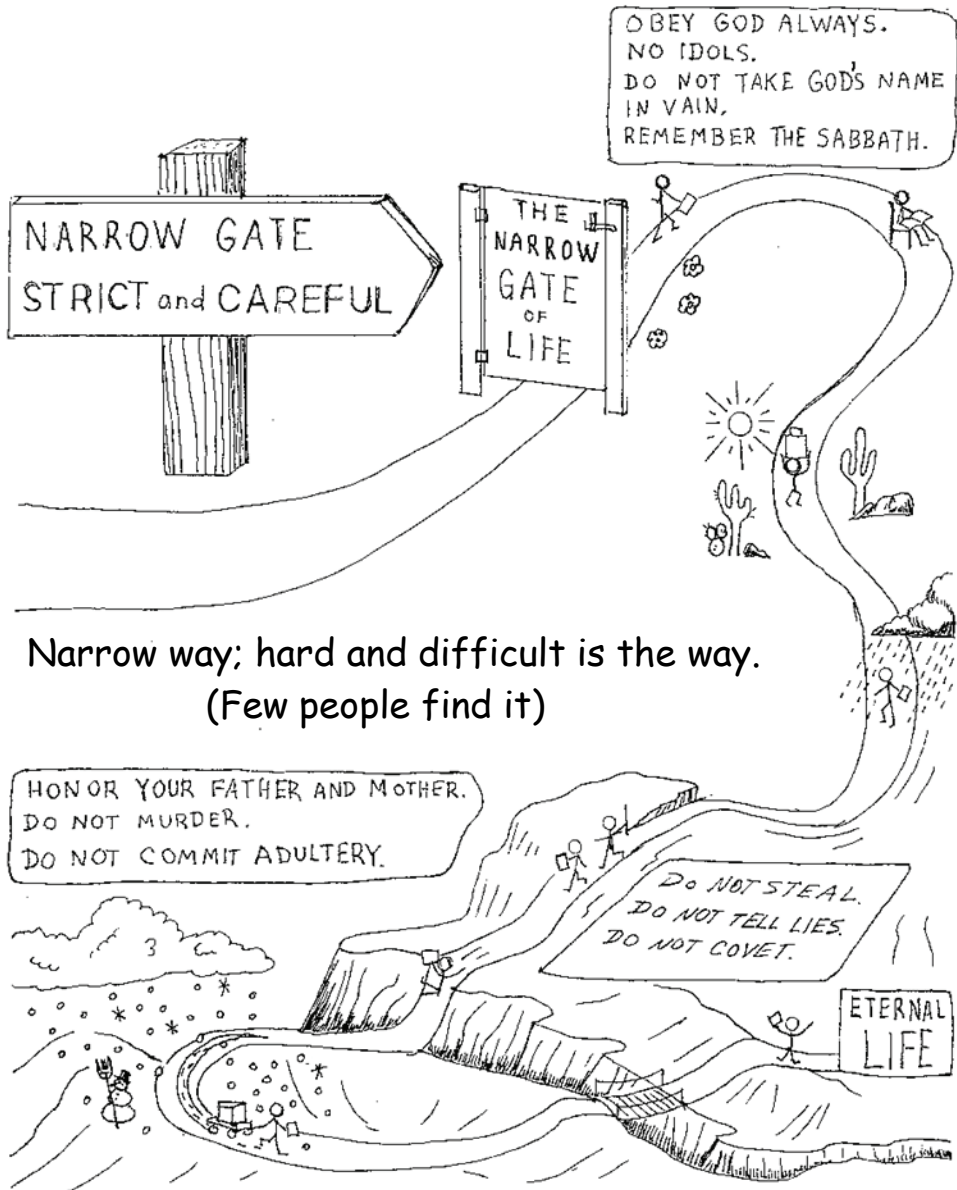 OBEY GOD ALWAYS.
NO IDOLS.
DO NOT TAKE GOD'S NAME
IN VAIN.
REMEMBER THE SABBATH.
NARROW GATE
STRICT and CAREFUL
THE
NARROW
GATE
OF
LIFE
Narrow way; hard and difficult is the way.
(Few people find it)
HONOR YOUR FATHER AND MOTHER.
DO NOT MURDER.
DO NOT COMMIT ADULTERY.
DO NOT STEAL.
DO NOT TELL LIES.
DO NOT COVET.
ETERNAL
LIFE